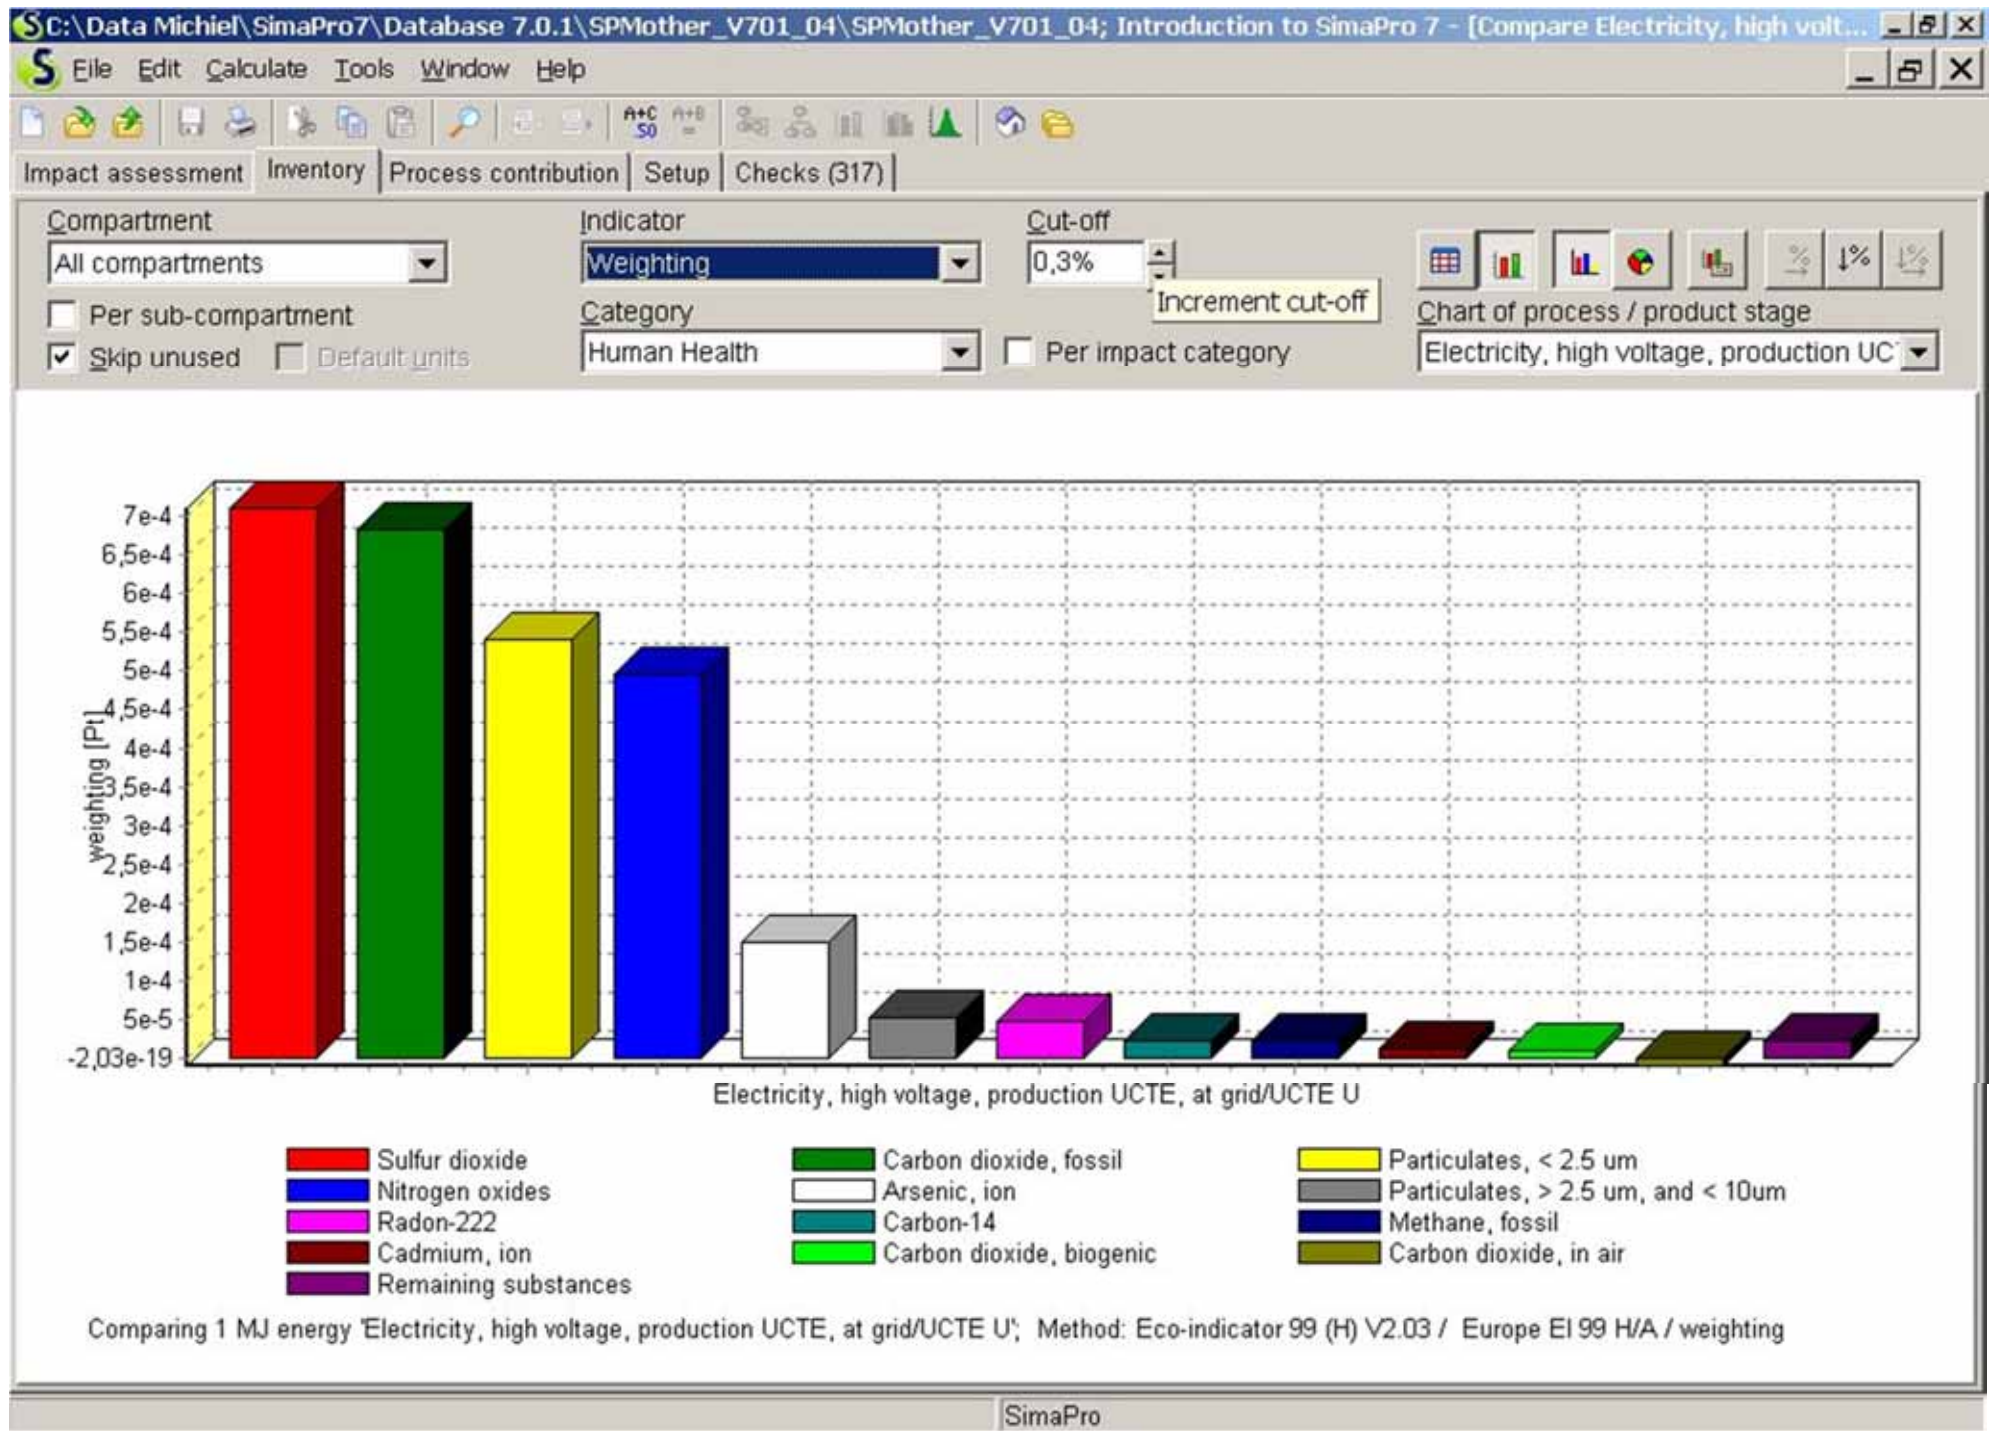 C:\Data Michiel\SimaPro7\Database 7.0.1\SPMother_V701_04\SPMother_V701_04; Introduction to SimaPro 7 - [Compare Electricity, high volt...
File Edit Calculate Tools Window Help
A+C
50
A+B
=
Impact assessment Inventory Process contribution Setup Checks (317)
Compartment Indicator Cut-off
All compartments Weighting 0,3%
Increment cut-off
Per sub-compartment Category Chart of process / product stage
Skip unused Default units Human Health Per impact category Electricity, high voltage, production UC
weighting [Pt]
7e-4
6,5e-4
6e-4
5,5e-4
5e-4
4,5e-4
4e-4
3,5e-4
3e-4
2,5e-4
2e-4
1,5e-4
1e-4
5e-5
-2,03e-19
Electricity, high voltage, production UCTE, at grid/UCTE U
Sulfur dioxide Carbon dioxide, fossil Particulates, < 2.5 um
Nitrogen oxides Arsenic, ion Particulates, > 2.5 um, and < 10um
Radon-222 Carbon-14 Methane, fossil
Cadmium, ion Carbon dioxide, biogenic Carbon dioxide, in air
Remaining substances
Comparing 1 MJ energy 'Electricity, high voltage, production UCTE, at grid/UCTE U'; Method: Eco-indicator 99 (H) V2.03 / Europe EI 99 H/A / weighting
SimaPro